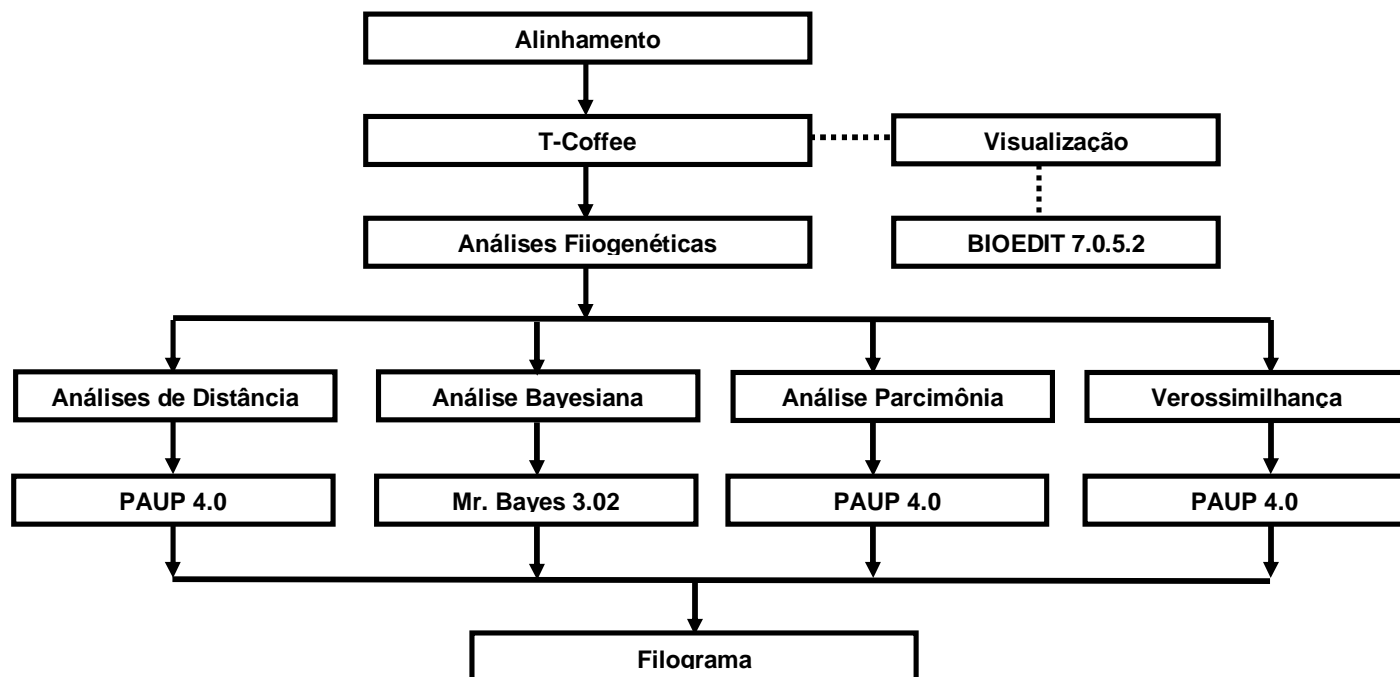 Alinhamento
T-Coffee
Visualização
Análises Fiiogenéticas
BIOEDIT 7.0.5.2
Análises de Distância
Análise Bayesiana
Análise Parcimônia
Verossimilhança
PAUP 4.0
Mr. Bayes 3.02
PAUP 4.0
PAUP 4.0
Filograma